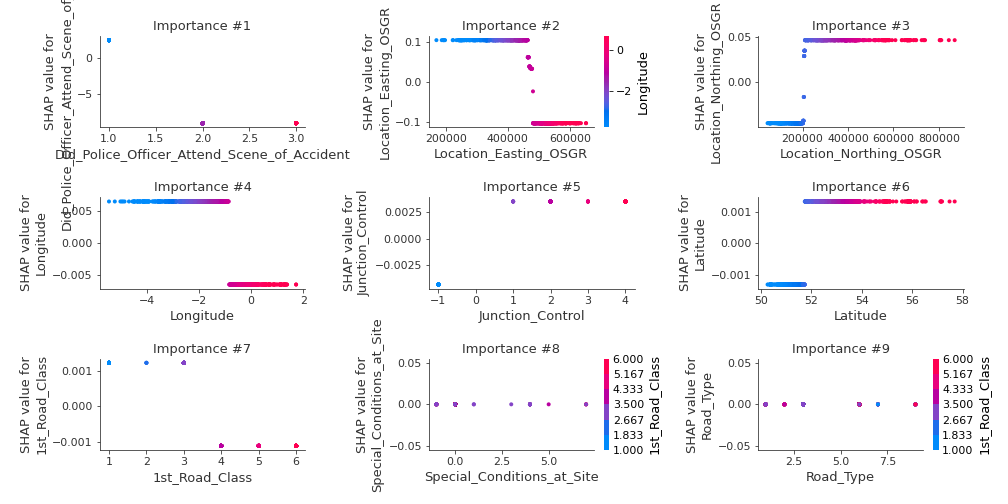 Importance #1
SHAP value for
Did_Police_Officer_Attend_Scene_of
0
−5
1.0
1.5
2.0
2.5
3.0
Did_Police_Officer_Attend_Scene_of_Accident
Importance #2
SHAP value for
Location_Easting_OSGR
0.1
0.0
−0.1
200000
400000
600000
Location_Easting_OSGR
0
−2
Longitude
Importance #3
SHAP value for
Location_Northing_OSGR
0.05
0.00
200000
400000
600000
800000
Location_Northing_OSGR
Importance #4
SHAP value for
Longitude
0.005
0.000
−0.005
−4
−2
0
2
Longitude
Importance #5
SHAP value for
Junction_Control
0.0025
0.0000
−0.0025
−1
0
1
2
3
4
Junction_Control
Importance #6
SHAP value for
Latitude
0.001
0.000
−0.001
50
52
54
56
58
Latitude
Importance #7
SHAP value for
1st_Road_Class
0.001
0.000
−0.001
1
2
3
4
5
6
1st_Road_Class
Importance #8
SHAP value for
Special_Conditions_at_Site
0.05
0.00
−0.05
0.0
5.0
Special_Conditions_at_Site
6.000
5.167
4.333
3.500
2.667
1.833
1.000
1st_Road_Class
Importance #9
SHAP value for
Road_Type
0.05
0.00
−0.05
2.5
5.0
7.5
Road_Type
6.000
5.167
4.333
3.500
2.667
1.833
1.000
1st_Road_Class